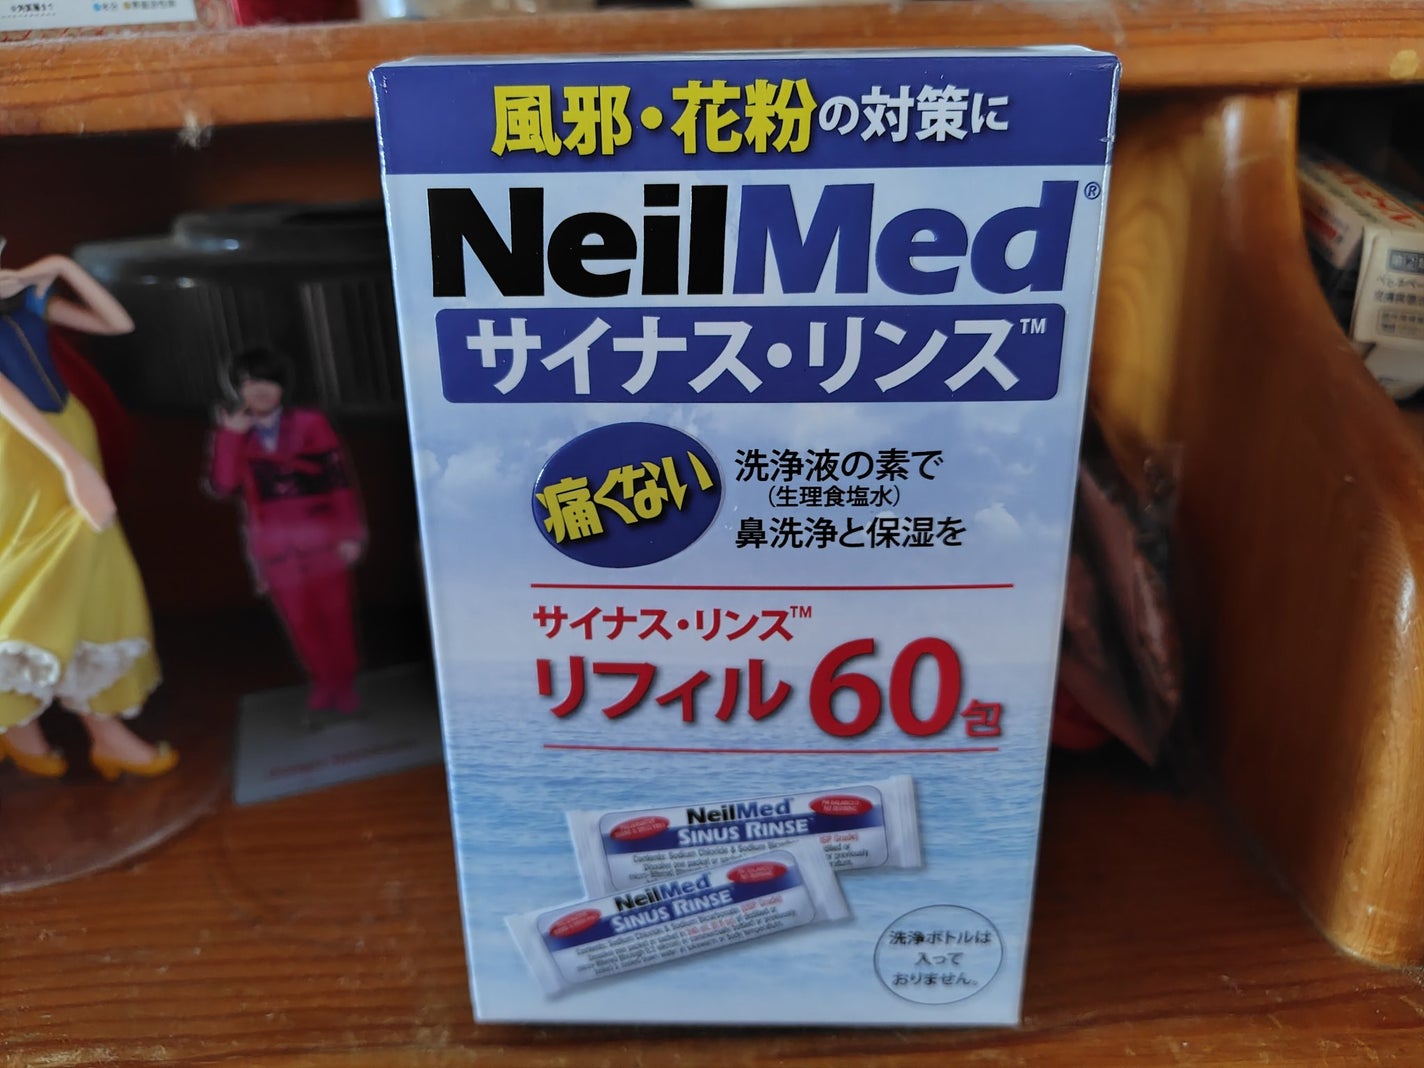 風邪・花粉の対策に
NeilMed®
サイナス・リンス™
痛くない
洗浄液の素で
(生理食塩水)
鼻洗浄と保湿を
サイナス・リンス™
リフィル60包
NeilMed
SINUS RINSE
NeilMed
SINUS RINSE
洗浄ボトルは
入って
おりません。